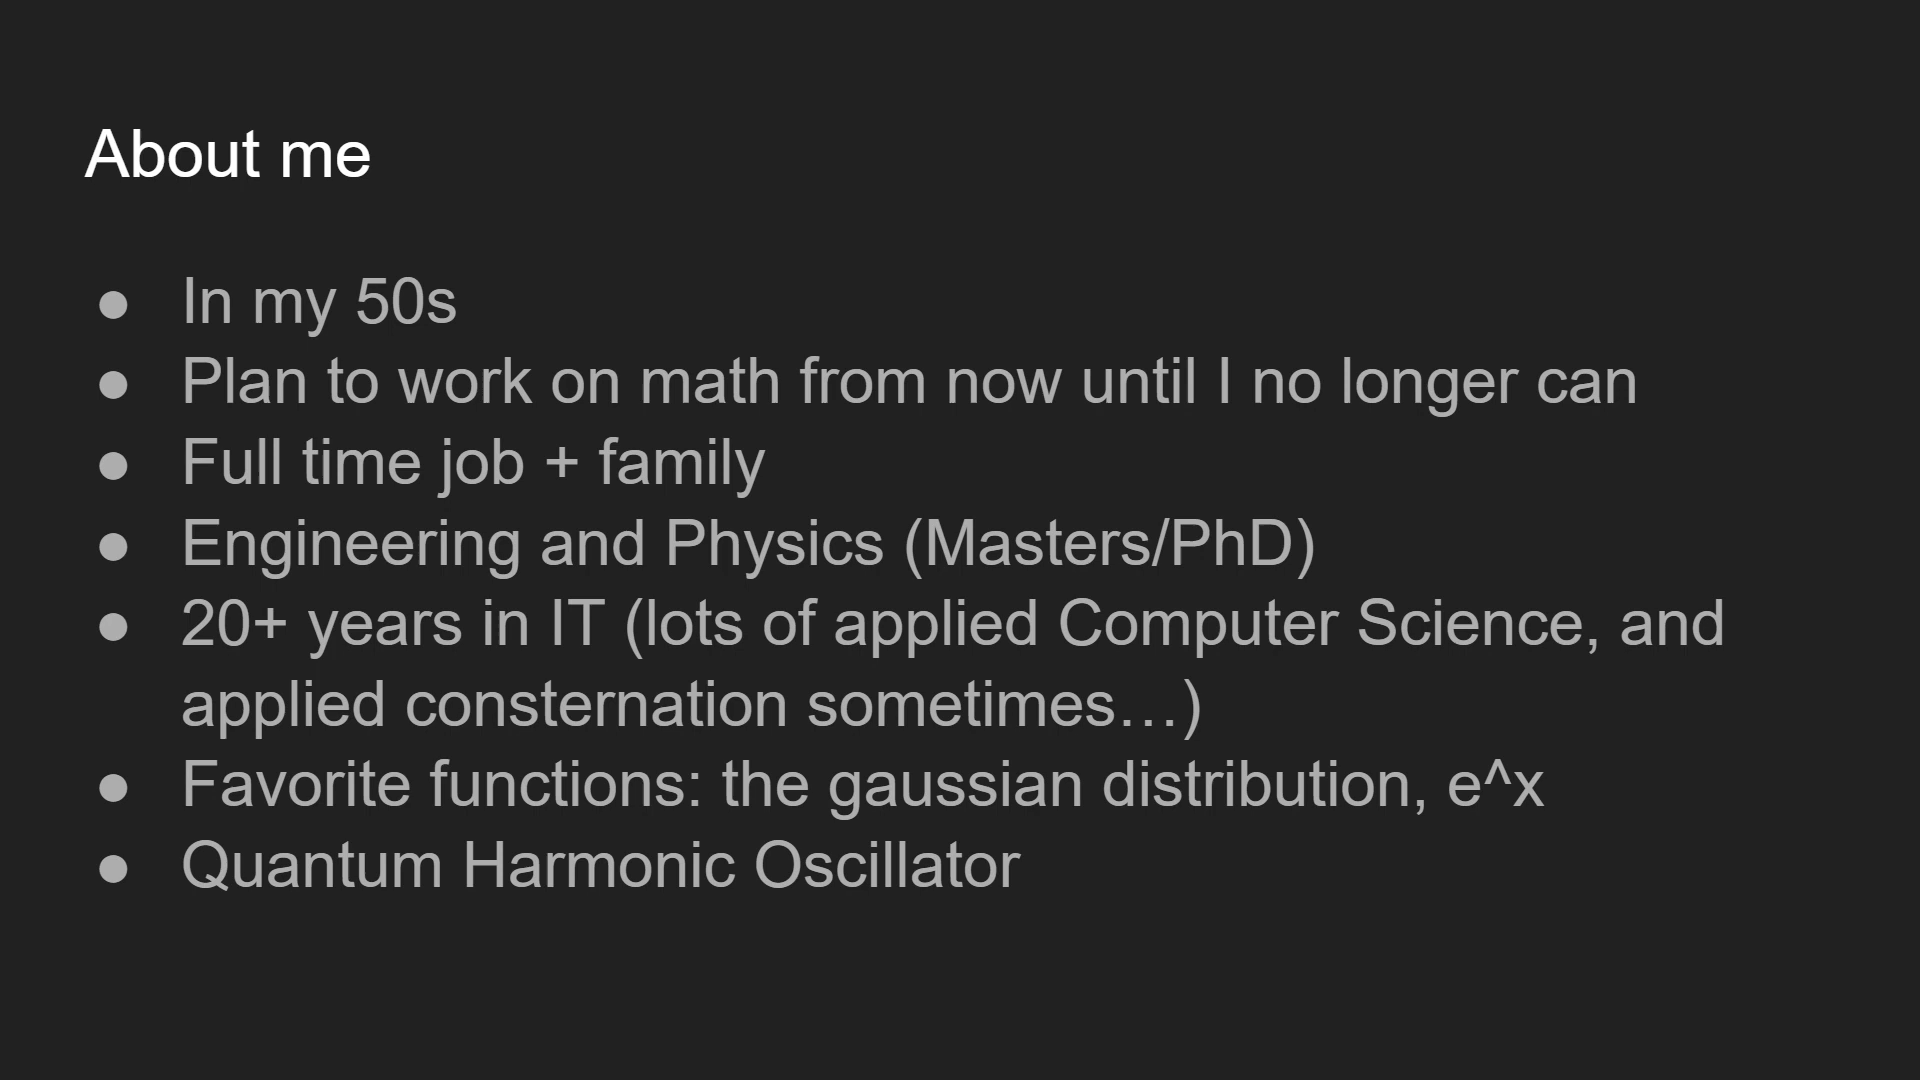 About me
● In my 50s
● Plan to work on math from now until I no longer can
● Full time job + family
● Engineering and Physics (Masters/PhD)
● 20+ years in IT (lots of applied Computer Science, and
applied consternation sometimes…)
● Favorite functions: the gaussian distribution, e^x
● Quantum Harmonic Oscillator